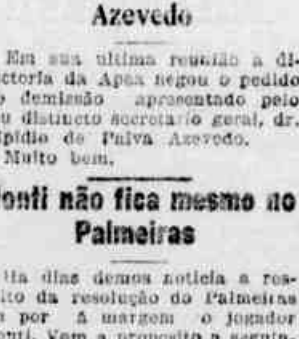 Azevedo
Em sua ultima reunião a di-
ctoria da Apea negou o pedido
demissão apresentado pelo
u distincto secretario geral, dr.
lpidio de Paiva Azevedo.
Muito bem.
onti não fica mesmo no
Palmeiras
Ha dias demos noticia a res-
ito da resolução do Palmeiras
por á margem o jogador
onti. Vem a proposito a seguin-